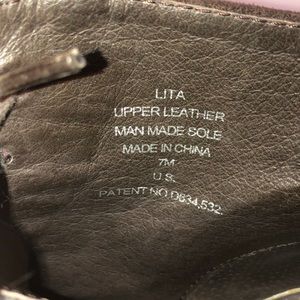 LITA
UPPER LEATHER
MAN MADE SOLE
MADE IN CHINA
7M
U.S.
PATENT NO.D634,532.